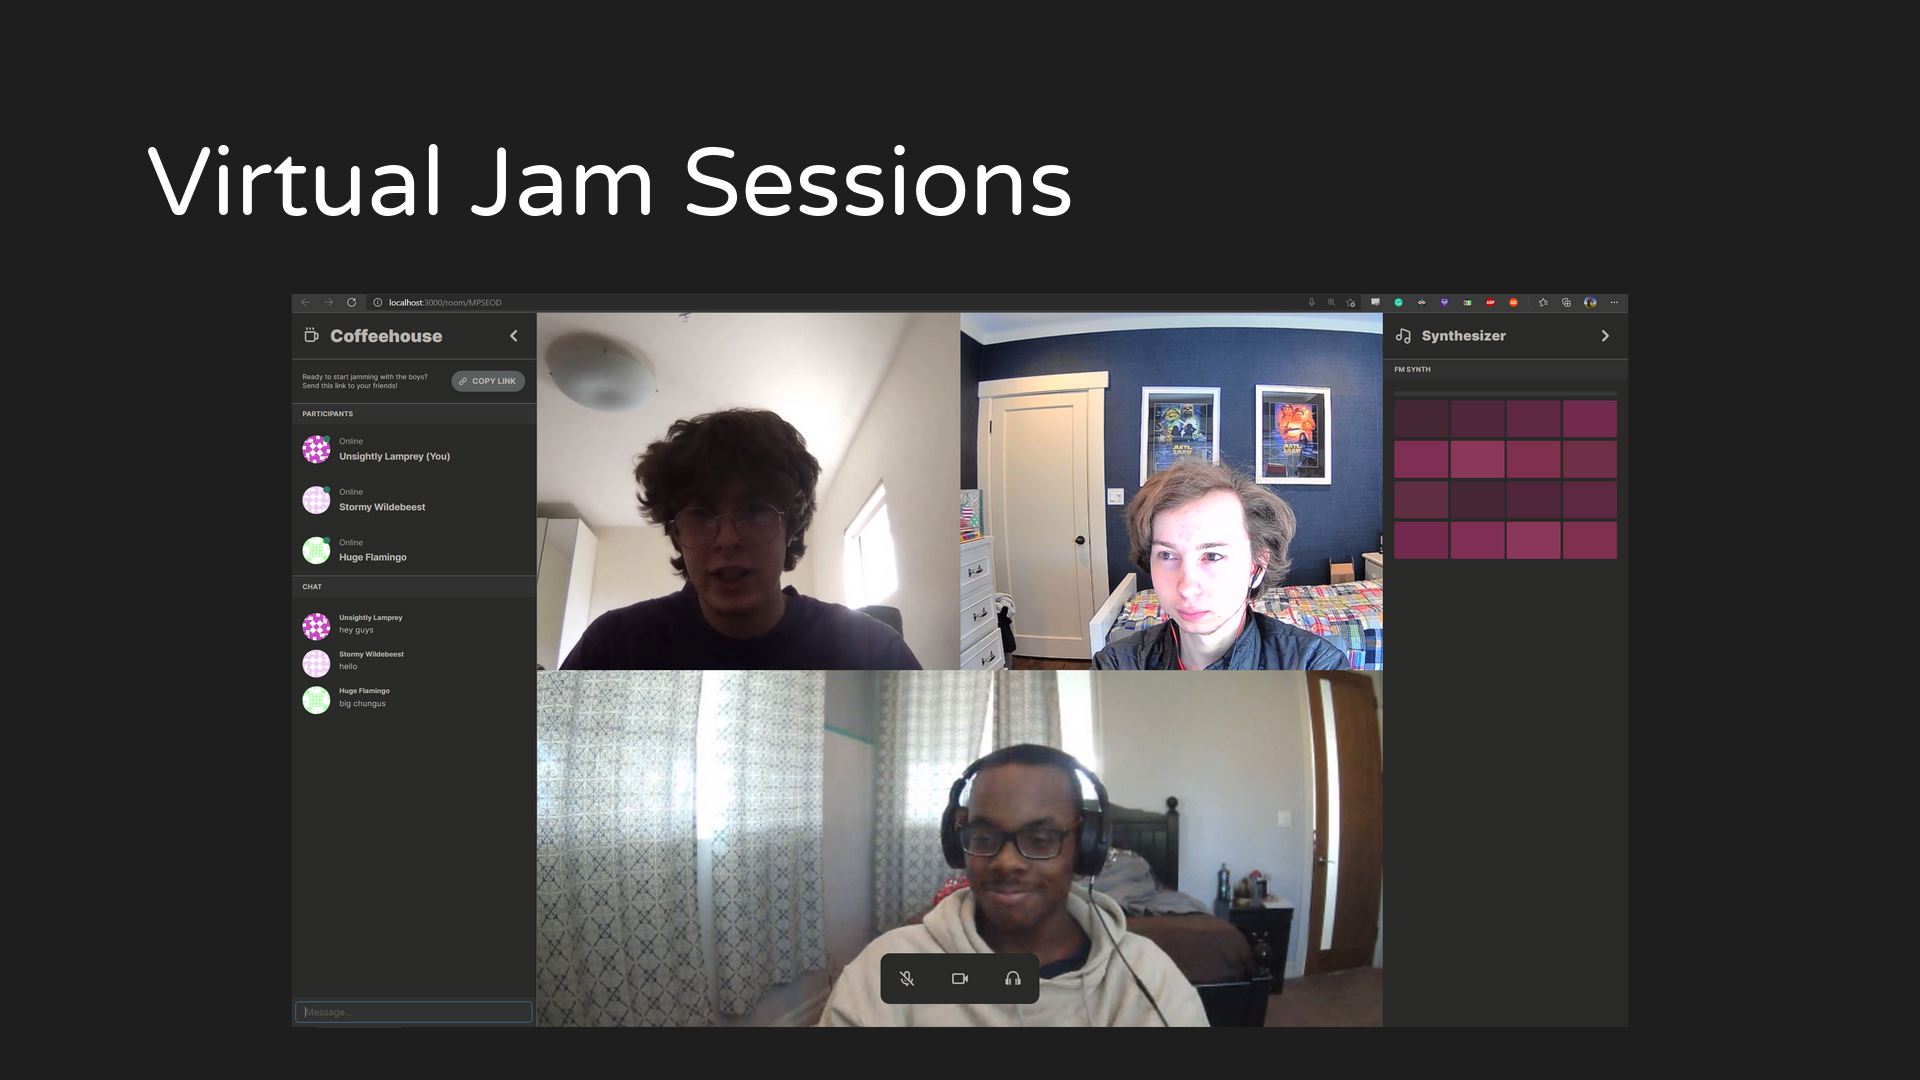 Virtual Jam Sessions
localhost:3000/room/MPSEOD
Coffeehouse
Ready to start jamming with the boys?
Send this link to your friends!
COPY LINK
PARTICIPANTS
Online
Unsightly Lamprey (You)
Online
Stormy Wildebeest
Online
Huge Flamingo
CHAT
Unsightly Lamprey
hey guys
Stormy Wildebeest
hello
Huge Flamingo
big chungus
Message...
Synthesizer
FM SYNTH
ABP